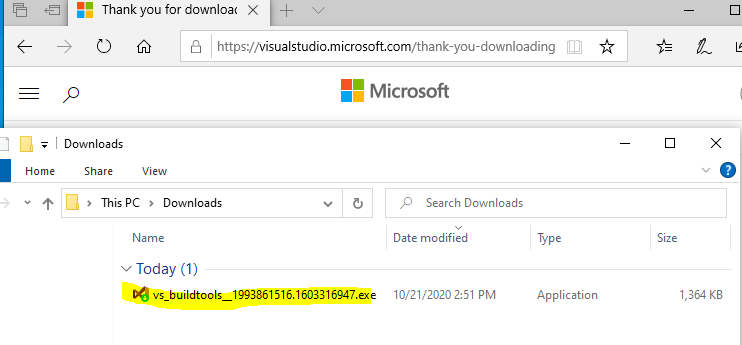 Thank you for downloac
https://visualstudio.microsoft.com/thank-you-downloading
Microsoft
Downloads
Home Share View
This PC Downloads Search Downloads
Name Date modified Type Size
Today (1)
vs_buildtools__1993861516.1603316947.exe 10/21/2020 2:51 PM Application 1,364 KB